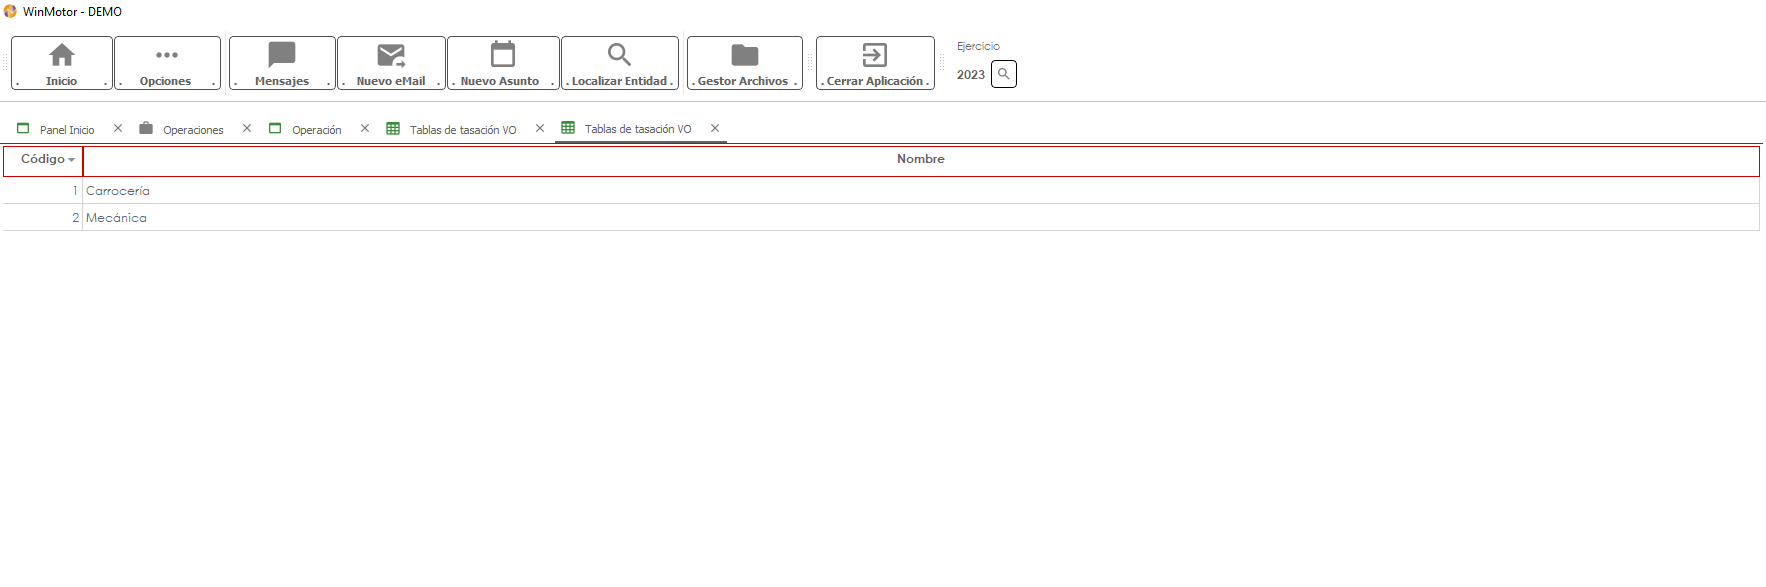 WinMotor - DEMO
Inicio
Opciones
Mensajes
Nuevo eMail
Nuevo Asunto
Localizar Entidad
Gestor Archivos
Cerrar Aplicación
Ejercicio
2023
Panel Inicio
Operaciones
Operación
Tablas de tasación VO
Tablas de tasación VO
Código Nombre
1 Carrocería
2 Mecánica